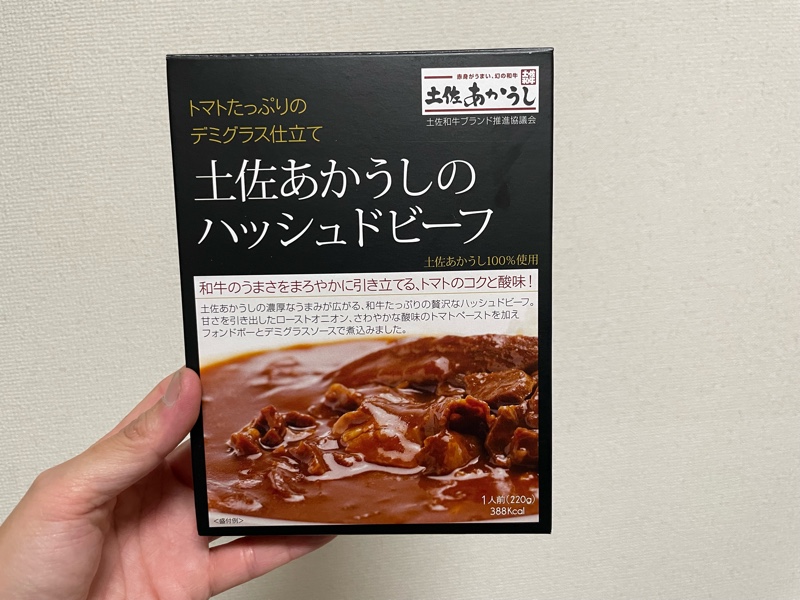 赤身がうまい、幻の和牛
土佐
和牛
土佐あかうし
土佐和牛ブランド推進協議会
トマトたっぷりの
デミグラス仕立て
土佐あかうしの
ハッシュドビーフ
土佐あかうし100%使用
和牛のうまさをまろやかに引き立てる、トマトのコクと酸味!
土佐あかうしの濃厚なうまみが広がる、和牛たっぷりの贅沢なハッシュドビーフ。
甘さを引き出したローストオニオン、さわやかな酸味のトマトペーストを加え
フォンドボーとデミグラスソースで煮込みました。
1人前(220g)
388Kcal
<盛付例>